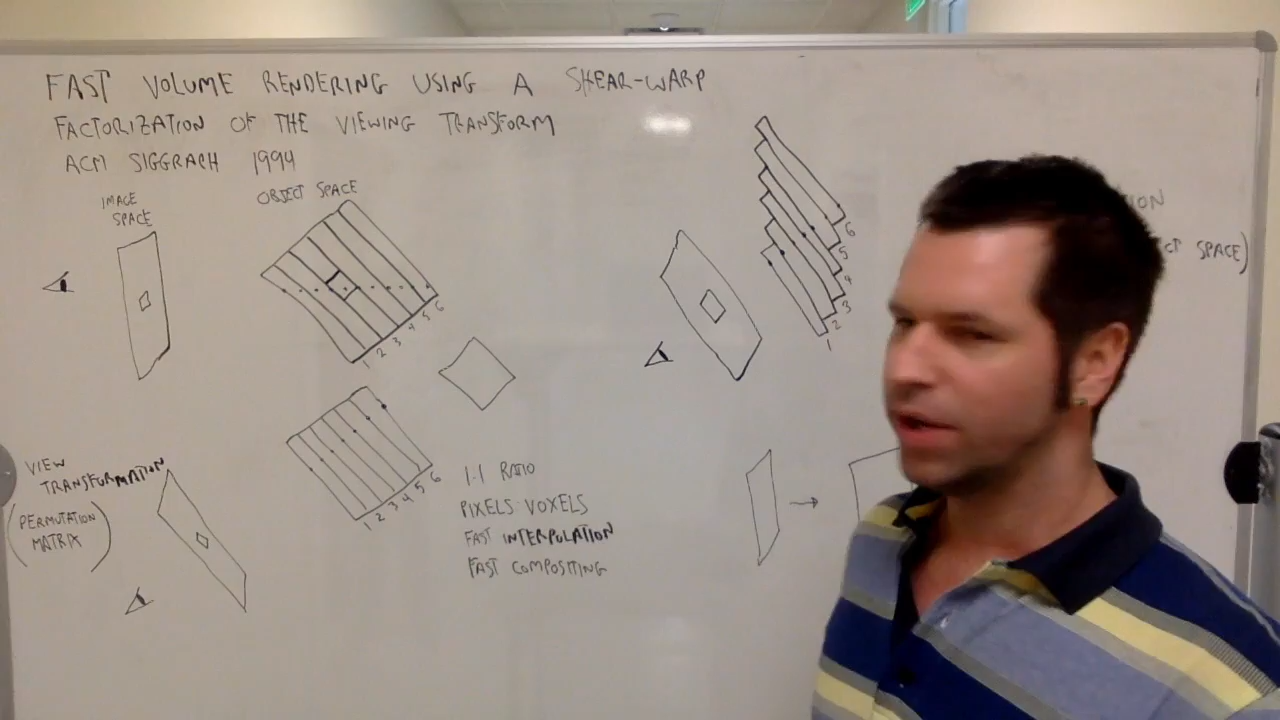 FAST VOLUME RENDERING USING A SHEAR-WARP
FACTORIZATION OF THE VIEWING TRANSFORM
ACM SIGGRAPH 1994
IMAGE
SPACE
OBJECT SPACE
1 2 3 4 5 6
6
5
4
3
2
1
ION
CT SPACE)
VIEW
TRANSFORMATION
(PERMUTATION
MATRIX)
1 2 3 4 5 6
1:1 RATIO
PIXELS-VOXELS
FAST INTERPOLATION
FAST COMPOSITING